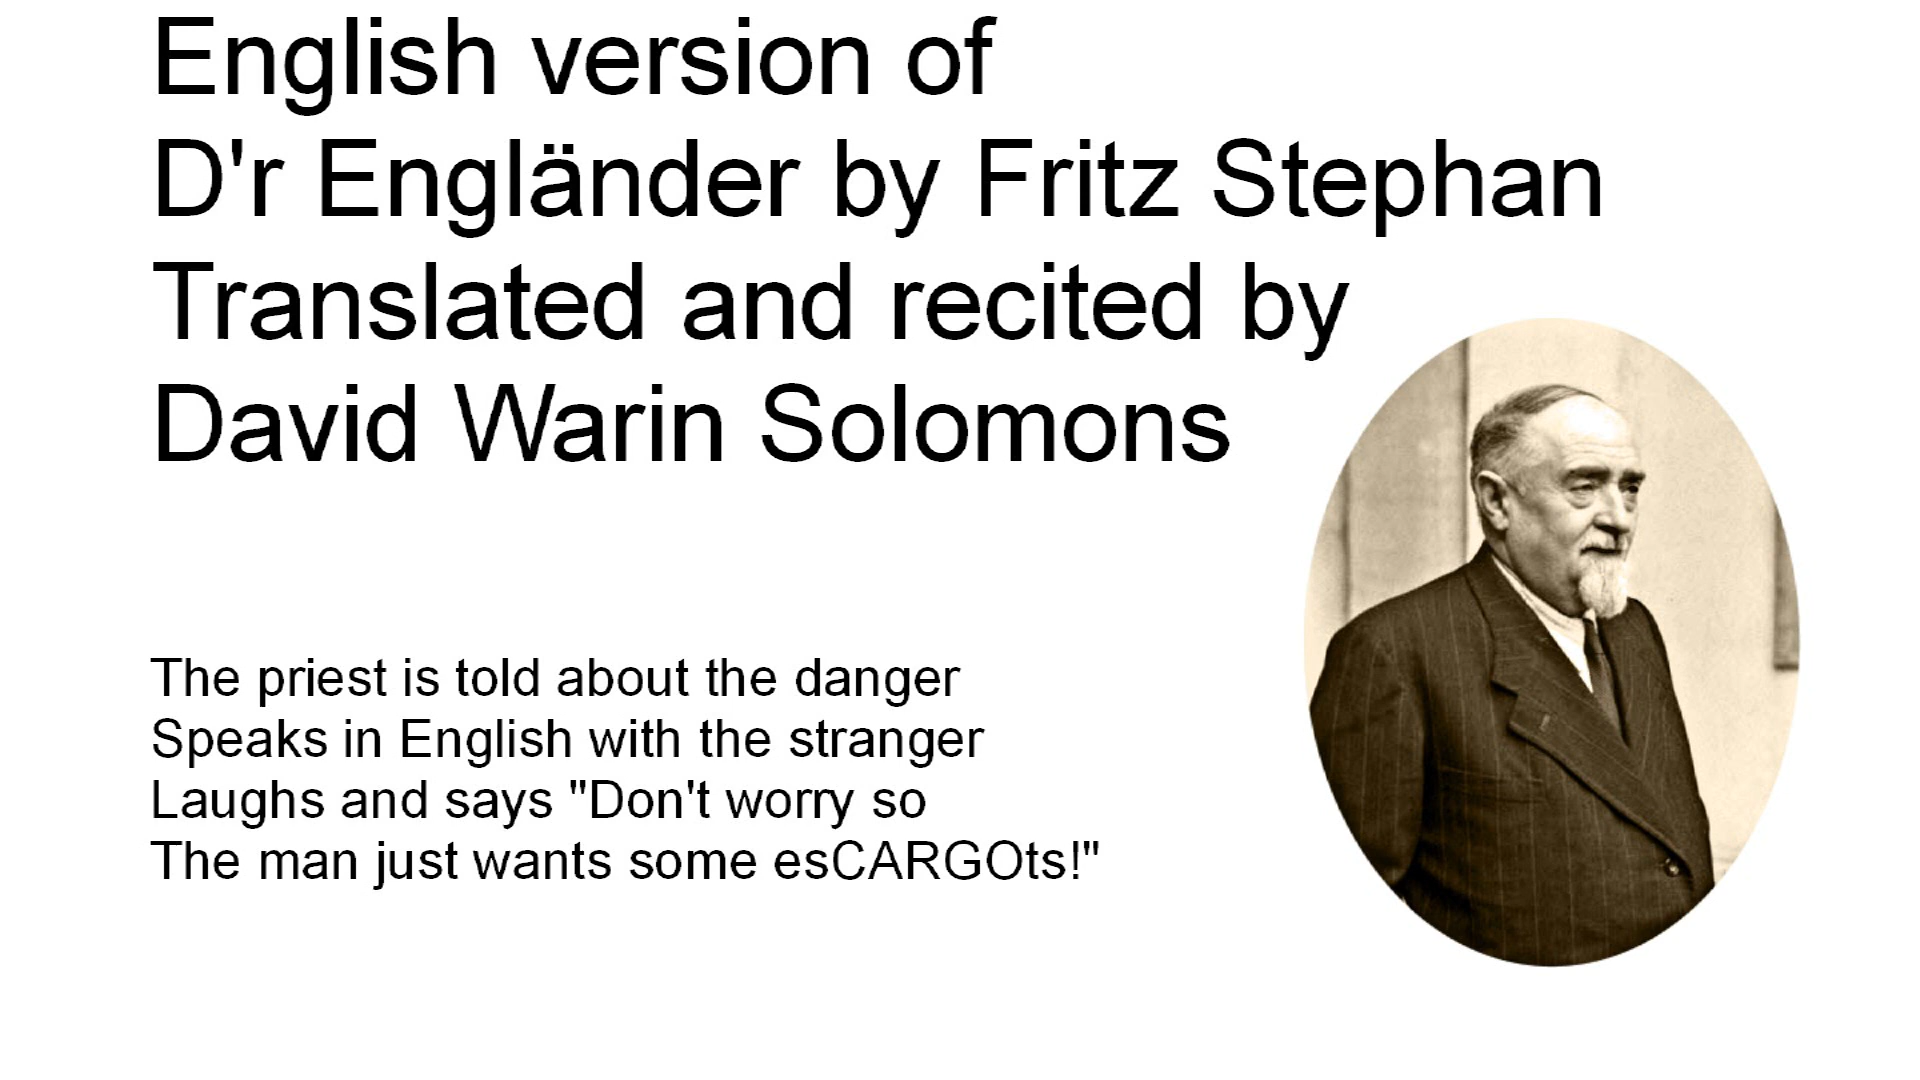 English version of
D'r Engländer by Fritz Stephan
Translated and recited by
David Warin Solomons
The priest is told about the danger
Speaks in English with the stranger
Laughs and says "Don't worry so
The man just wants some esCARGOts!"